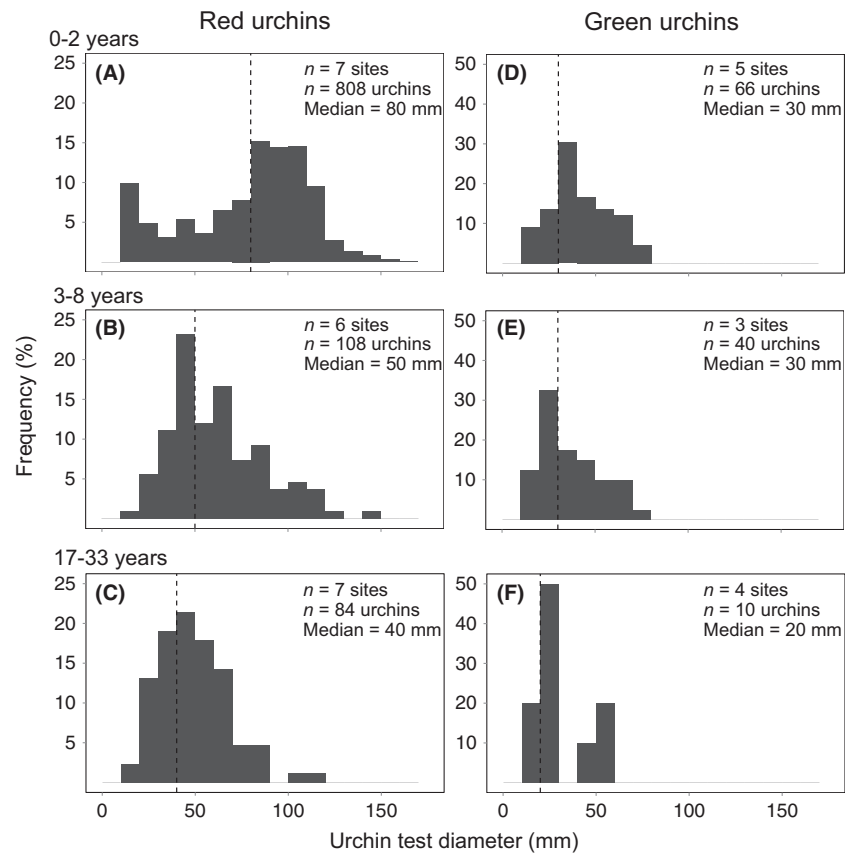 Red urchins
Green urchins
0-2 years
(A)
n = 7 sites
n = 808 urchins
Median = 80 mm
25
20
15
10
5
(D)
n = 5 sites
n = 66 urchins
Median = 30 mm
50
40
30
20
10
3-8 years
(B)
n = 6 sites
n = 108 urchins
Median = 50 mm
25
20
15
10
5
(E)
n = 3 sites
n = 40 urchins
Median = 30 mm
50
40
30
20
10
Frequency (%)
17-33 years
(C)
n = 7 sites
n = 84 urchins
Median = 40 mm
25
20
15
10
5
(F)
n = 4 sites
n = 10 urchins
Median = 20 mm
50
40
30
20
10
0 50 100 150
0 50 100 150
Urchin test diameter (mm)